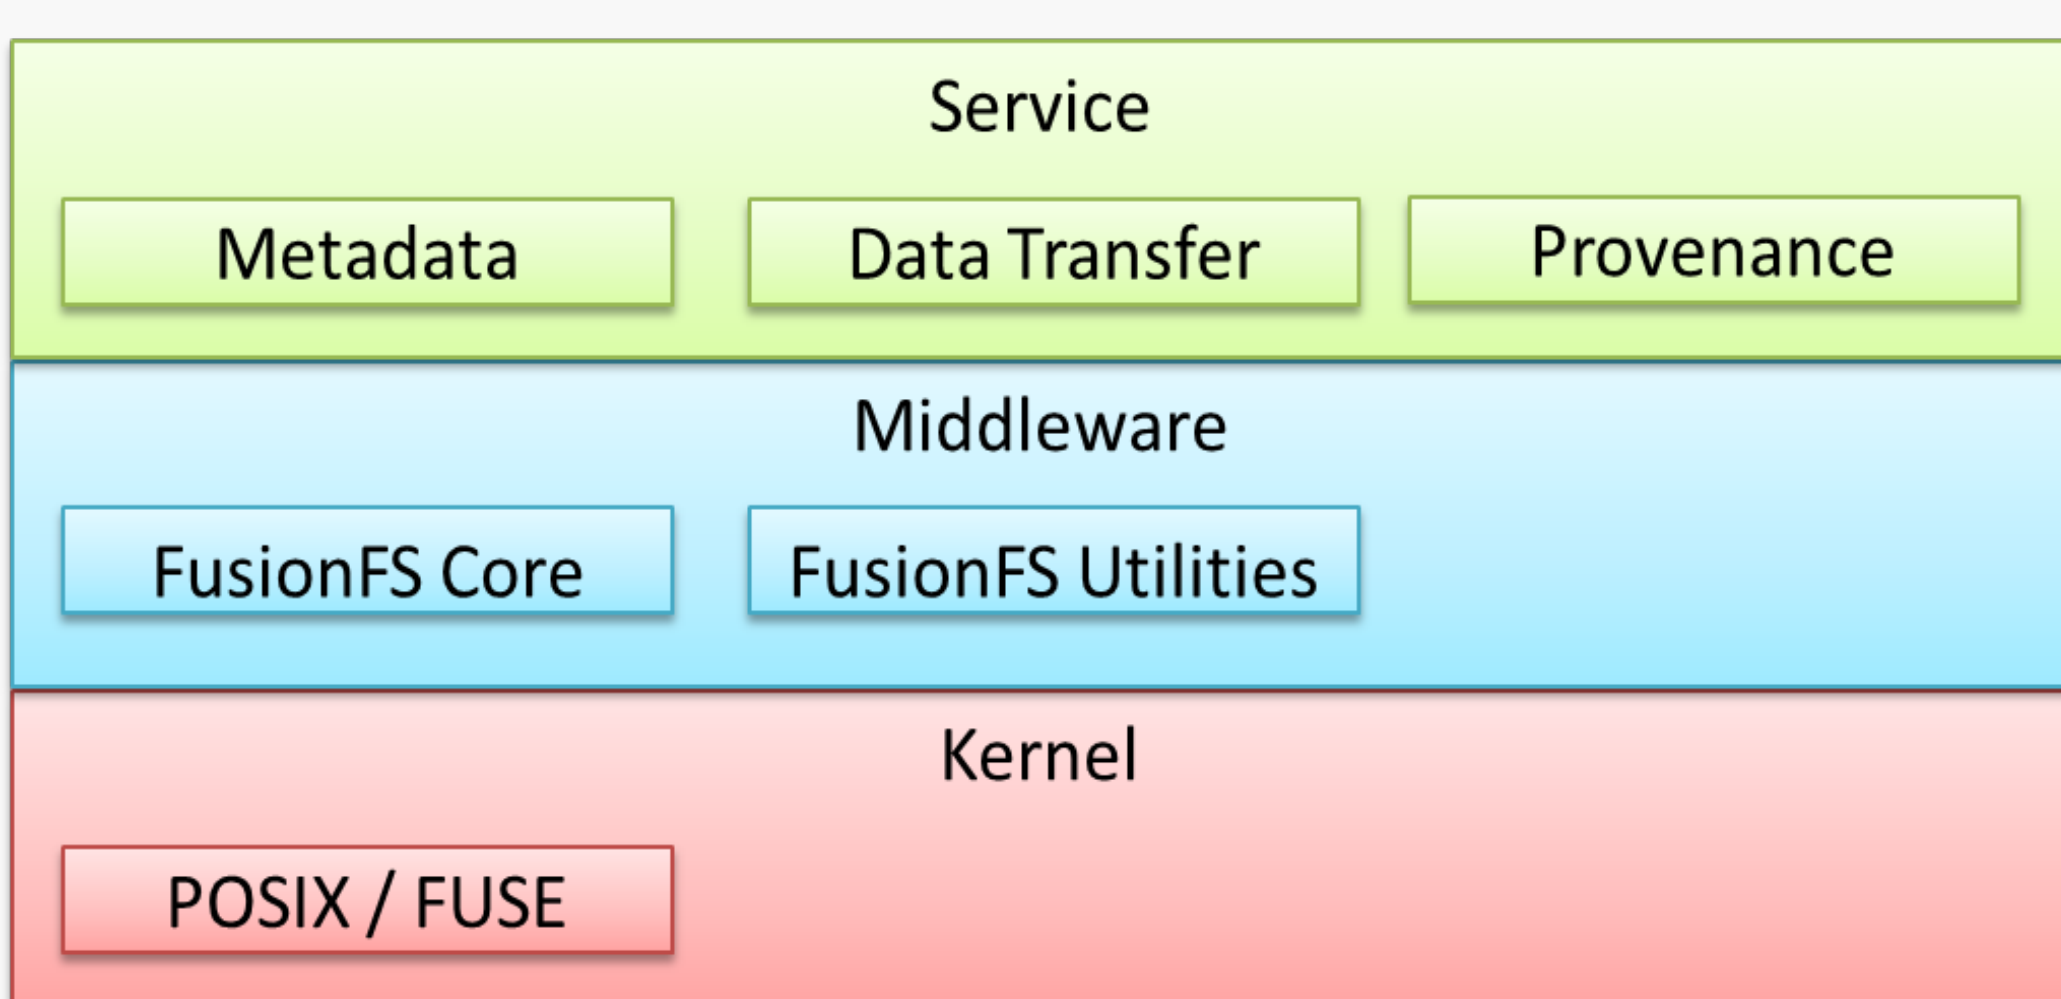 Service
Metadata
Data Transfer
Provenance
Middleware
FusionFS Core
FusionFS Utilities
Kernel
POSIX / FUSE